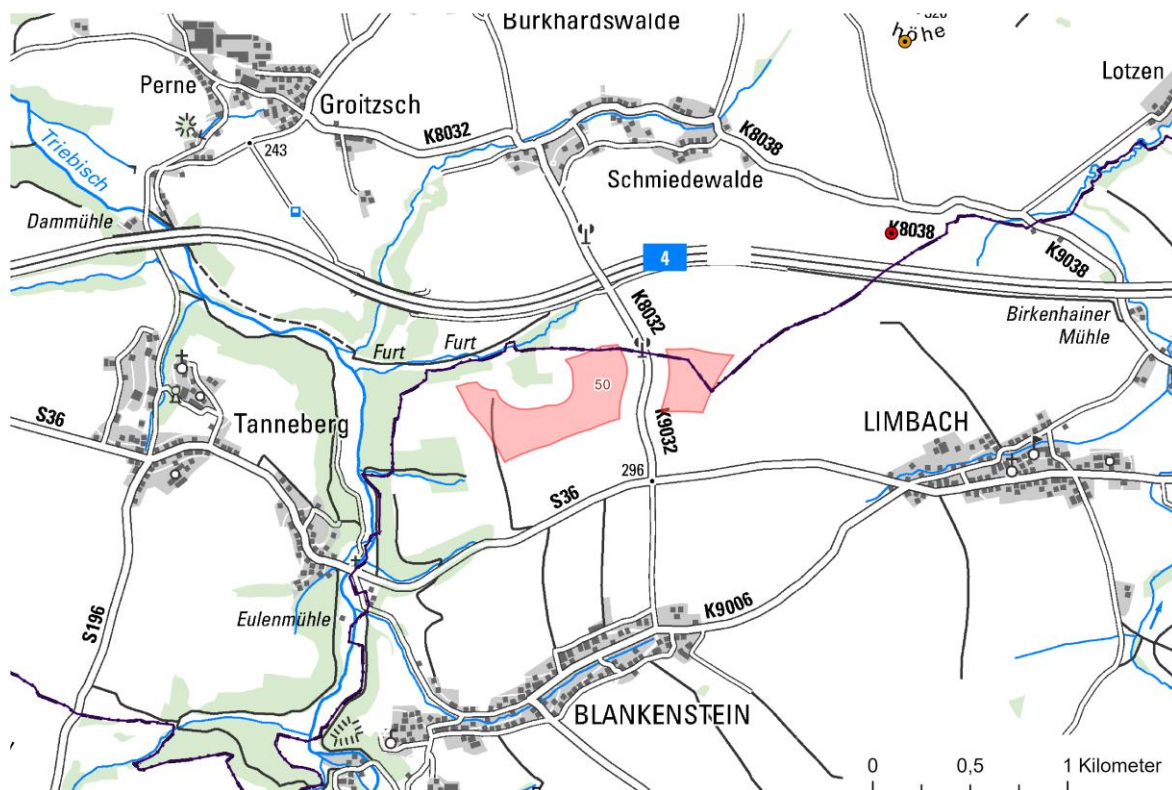 Burkhardswalde
höhe
Lotzen
Perne
Groitzsch
K8032
K8038
Triebisch
243
Schmiedewalde
Dammühle
K8038
K9038
4
K8032
Birkenhainer
Mühle
Furt
Furt
50
S36
Tanneberg
K9032
LIMBACH
296
S36
Eulenmühle
K9006
S196
BLANKENSTEIN
0 0,5 1 Kilometer